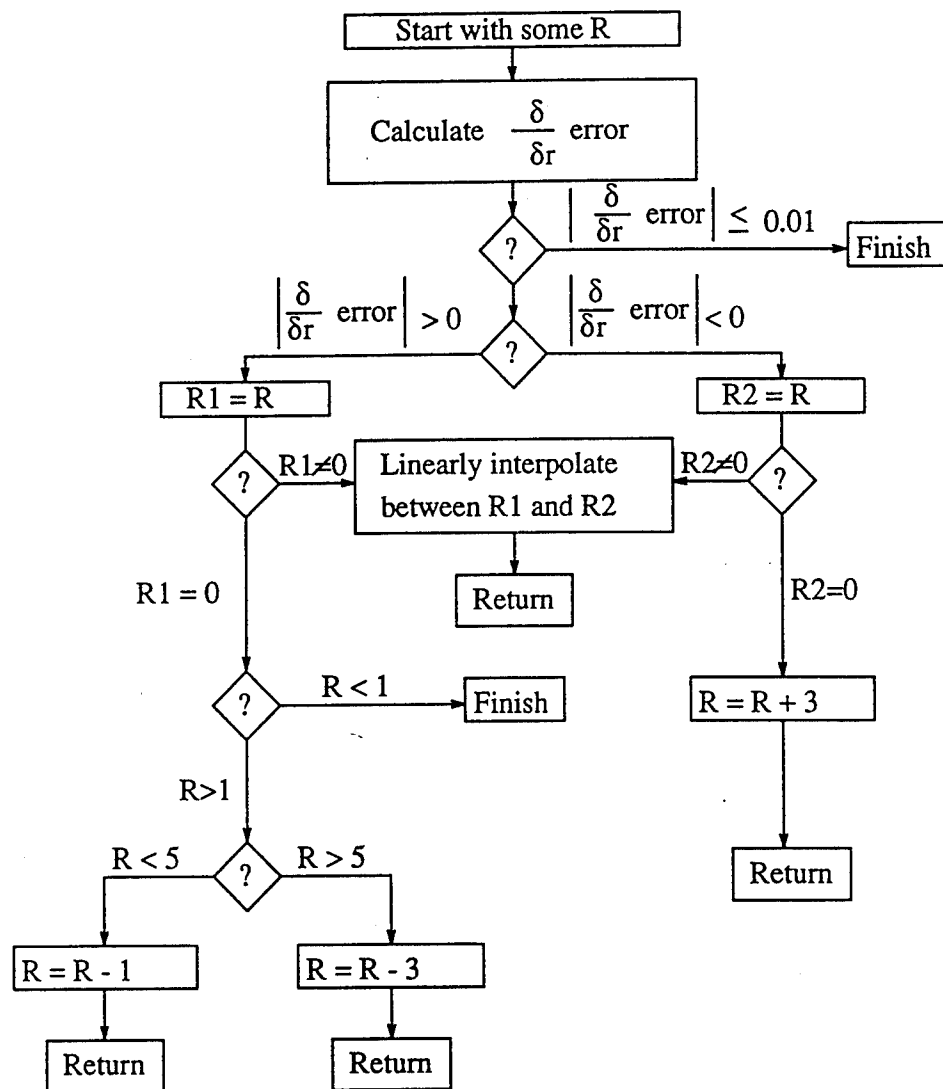 Start with some R
Calculate δ/δr error
?
| δ/δr error | ≤ 0.01
Finish
| δ/δr error | > 0
?
| δ/δr error | < 0
R1 = R
R2 = R
?
R1≠0
Linearly interpolate
between R1 and R2
R2≠0
?
Return
R1 = 0
R2=0
?
R < 1
Finish
R = R + 3
R>1
R < 5
?
R > 5
Return
R = R - 1
R = R - 3
Return
Return